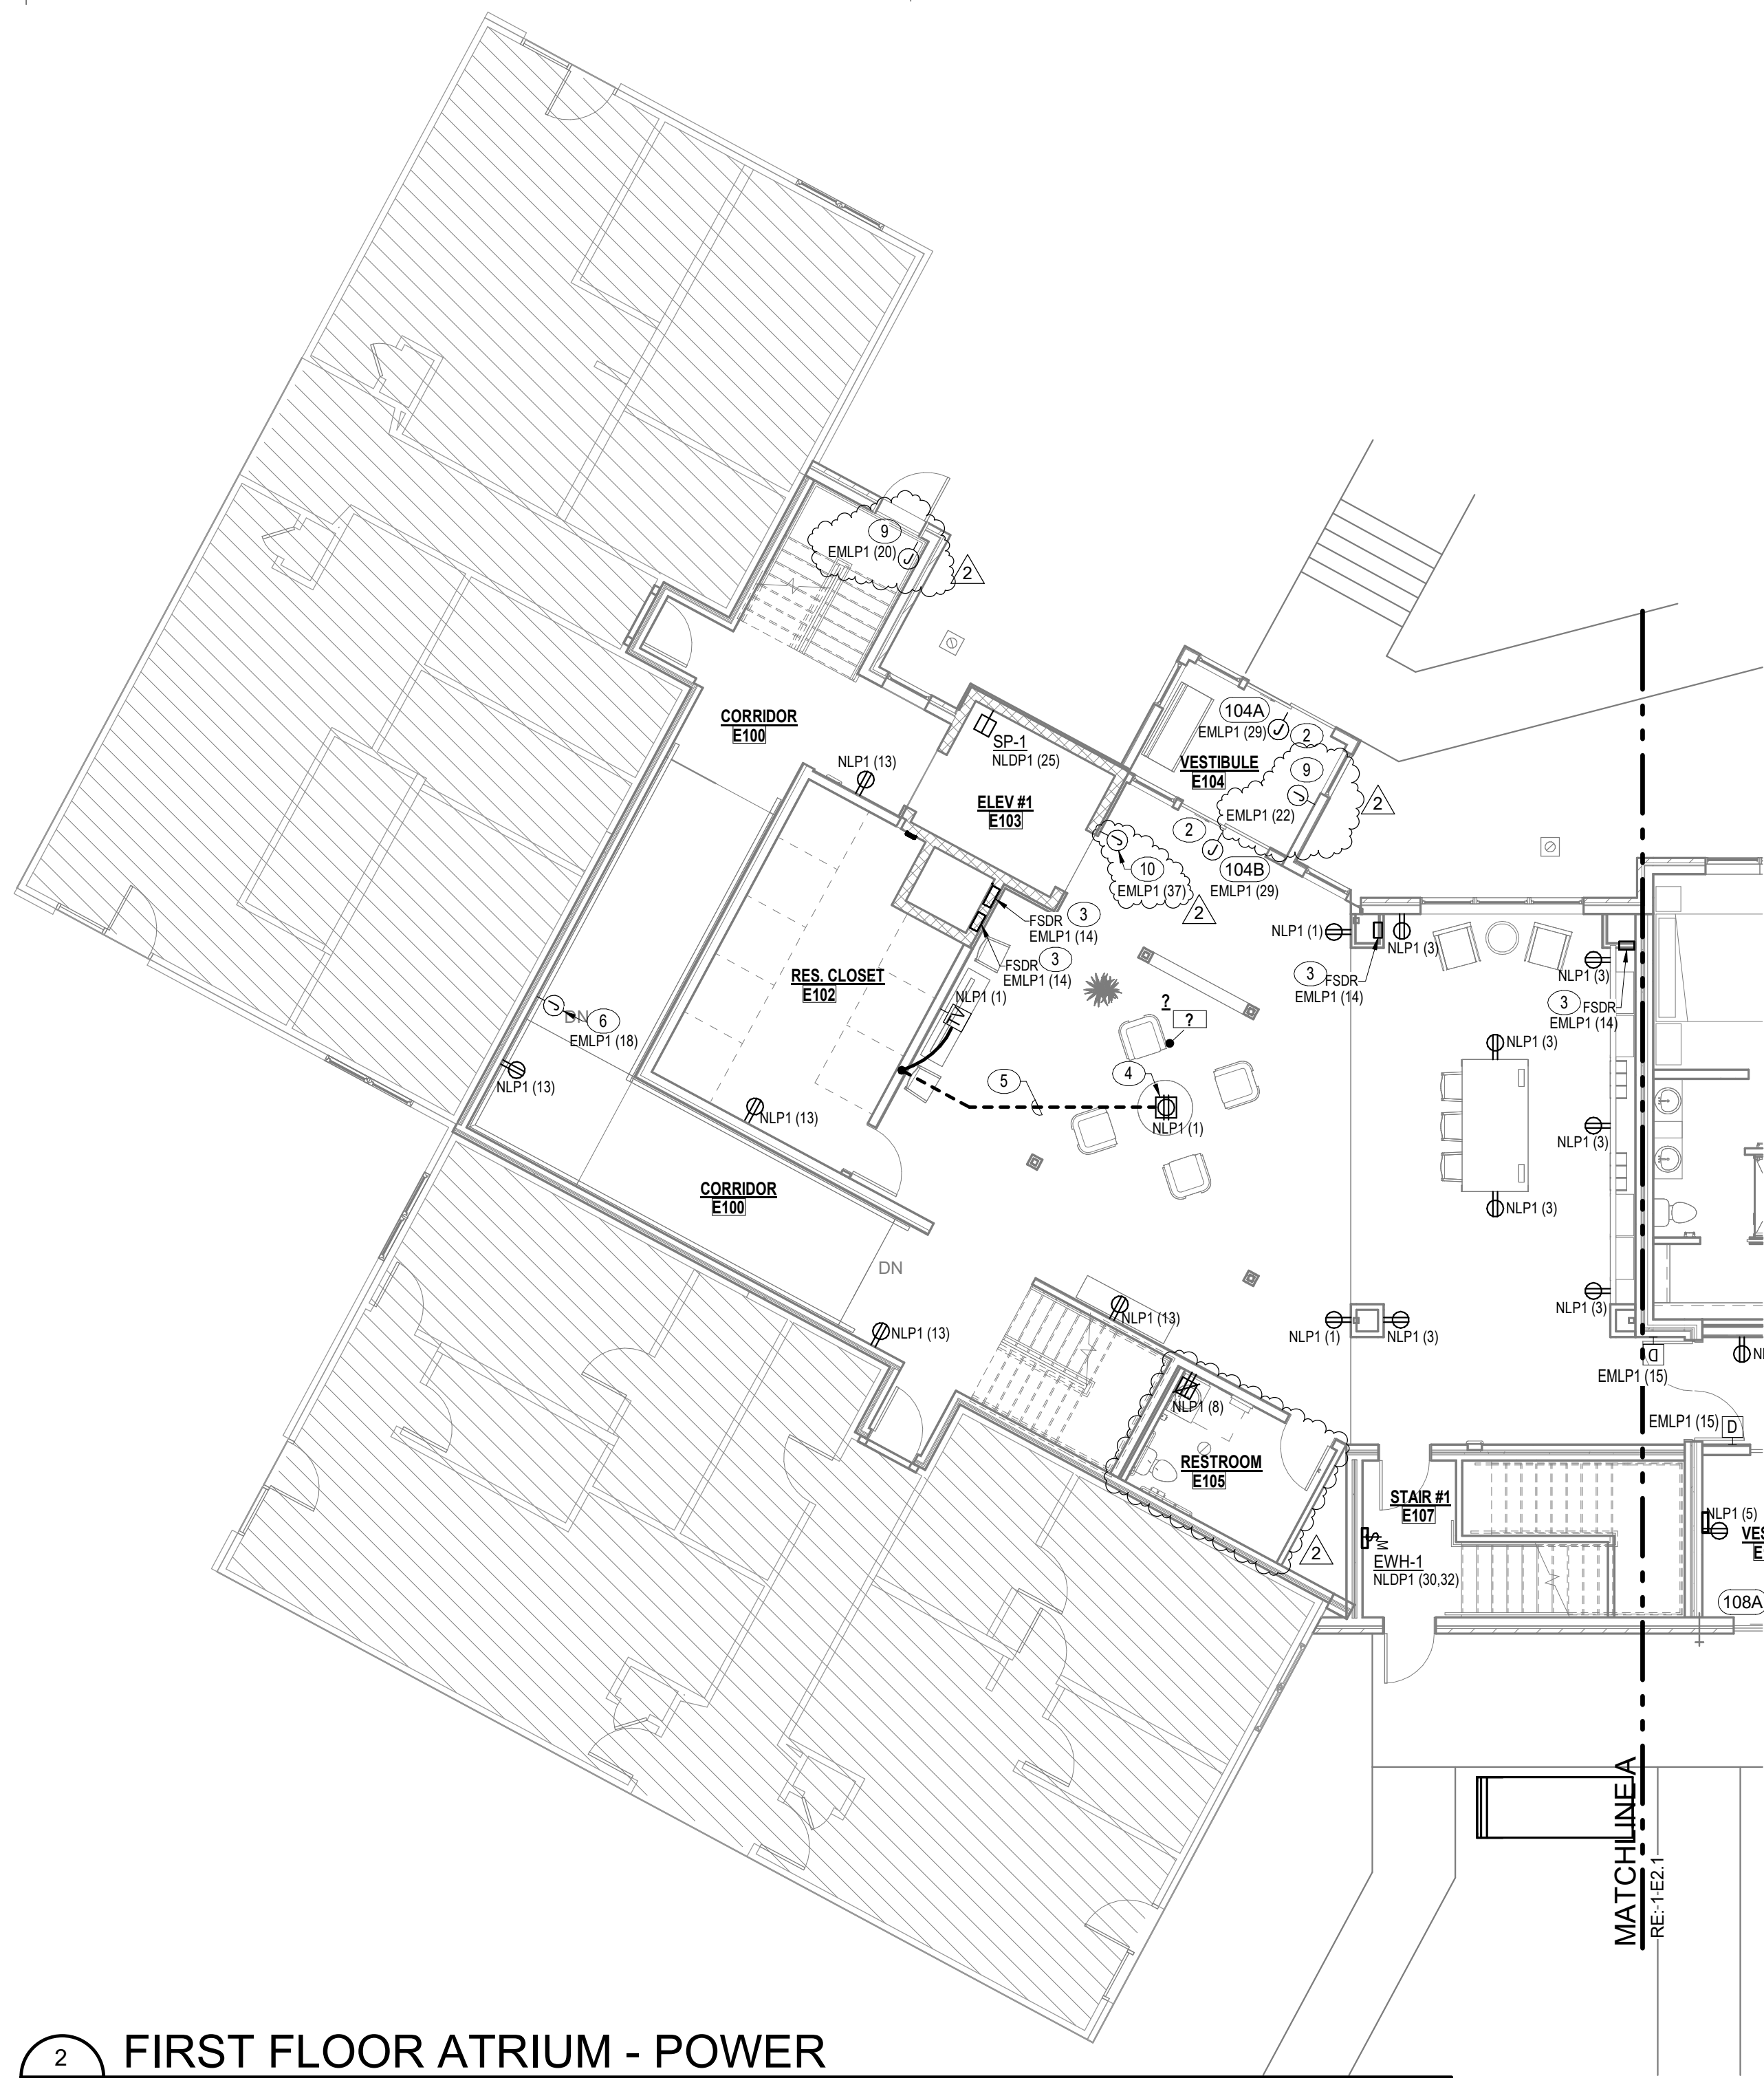 9
EMLP1 (20)
J
2
CORRIDOR
E100
SP-1
NLDP1 (25)
NLP1 (13)
ELEV #1
E103
104A
EMLP1 (29)
J
2
VESTIBULE
E104
9
J
EMLP1 (22)
2
2
J
104B
EMLP1 (29)
J
10
EMLP1 (37)
2
FSDR
3
EMLP1 (14)
FSDR
3
EMLP1 (14)
NLP1 (1)
TV
RES. CLOSET
E102
NLP1 (1)
NLP1 (3)
3
FSDR
EMLP1 (14)
NLP1 (3)
3
FSDR
EMLP1 (14)
J
DN
6
EMLP1 (18)
NLP1 (13)
NLP1 (13)
?
?
5
4
NLP1 (1)
NLP1 (3)
NLP1 (3)
NLP1 (3)
CORRIDOR
E100
DN
NLP1 (13)
NLP1 (13)
NLP1 (3)
NLP1 (1)
NLP1 (3)
D
EMLP1 (15)
NL
EMLP1 (15)
D
NLP1 (8)
RESTROOM
E105
2
STAIR #1
E107
$M
EWH-1
NLDP1 (30,32)
NLP1 (5)
VES
E
108A
MATCHLINE A
RE:-1-E2.1
2
FIRST FLOOR ATRIUM - POWER